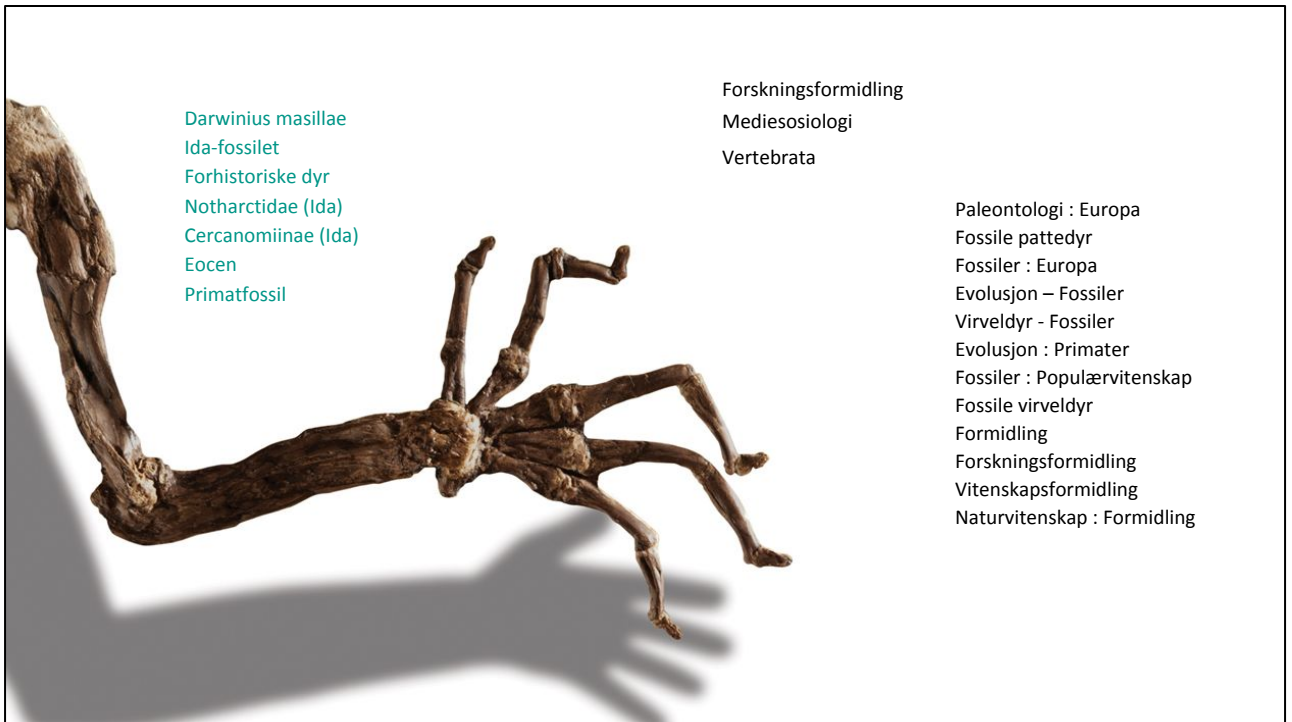 Darwinius masillae
Ida-fossilet
Forhistoriske dyr
Notharctidae (Ida)
Cercanomiinae (Ida)
Eocen
Primatfossil
Forskningsformidling
Mediesosiologi
Vertebrata
Paleontologi : Europa
Fossile pattedyr
Fossiler : Europa
Evolusjon – Fossiler
Virveldyr - Fossiler
Evolusjon : Primater
Fossiler : Populærvitenskap
Fossile virveldyr
Formidling
Forskningsformidling
Vitenskapsformidling
Naturvitenskap : Formidling